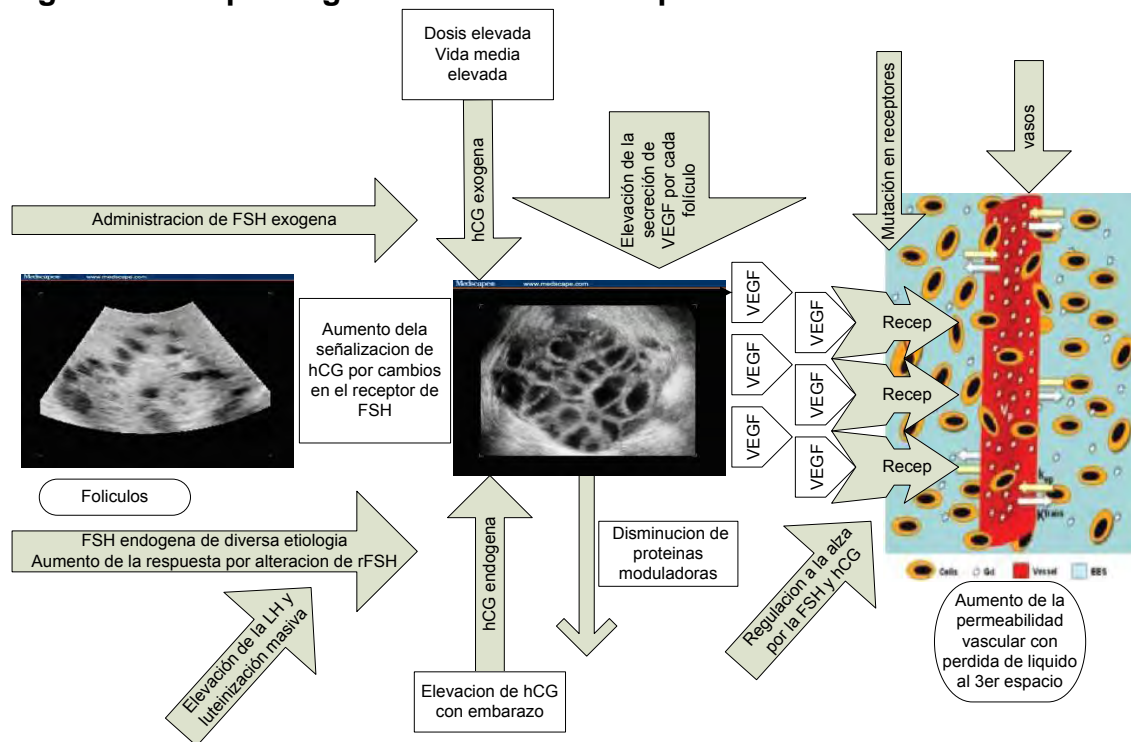 Dosis elevada
Vida media
elevada
hCG exogena
Elevación de la
secreción de
VEGF por cada
folículo
Mutación en receptores
vasos
Administracion de FSH exogena
Medscape® www.medscape.com
Medscape® www.medscape.com
Aumento dela
señalizacion de
hCG por cambios
en el receptor de
FSH
VEGF
VEGF
VEGF
VEGF
VEGF
VEGF
Recep
Recep
Recep
Foliculos
FSH endogena de diversa etiologia
Aumento de la respuesta por alteracion de rFSH
Elevación de la LH y
luteinización masiva
hCG endogena
Elevacion de hCG
con embarazo
Disminucion de
proteinas
moduladoras
Regulacion a la alza
por la FSH y hCG
Cells Gd Vessel EES
Aumento de la
permeabilidad
vascular con
perdida de liquido
al 3er espacio